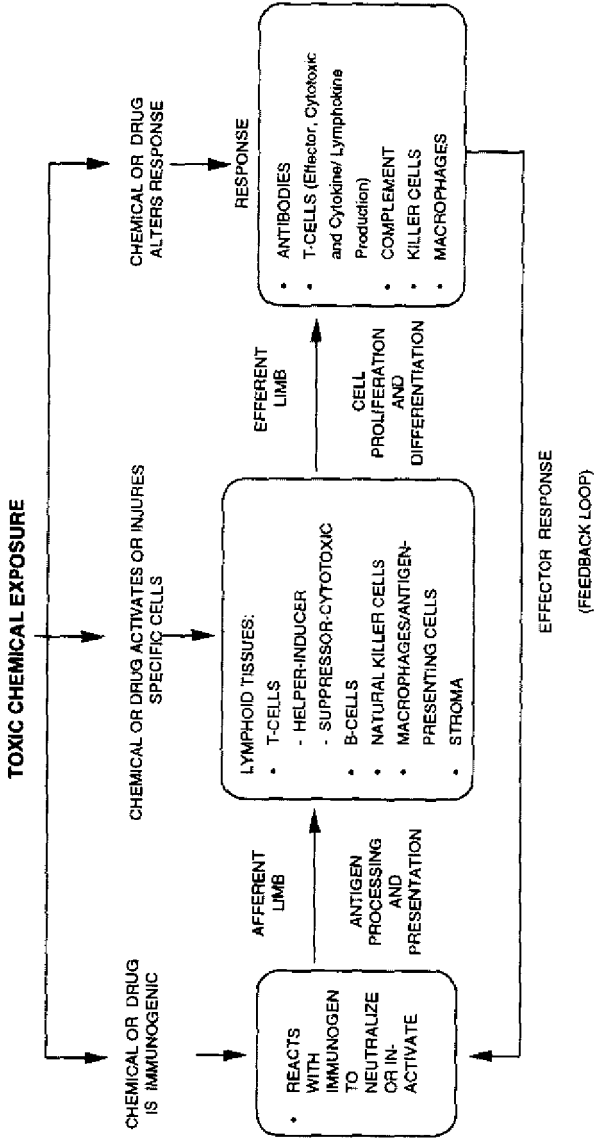 TOXIC CHEMICAL EXPOSURE
CHEMICAL OR DRUG
IS IMMUNOGENIC
CHEMICAL OR DRUG ACTIVATES OR INJURES
SPECIFIC CELLS
CHEMICAL OR DRUG
ALTERS RESPONSE
• REACTS
WITH
IMMUNOGEN
TO
NEUTRALIZE
OR IN-
ACTIVATE
AFFERENT
LIMB
ANTIGEN
PROCESSING
AND
PRESENTATION
LYMPHOID TISSUES:
• T-CELLS
- HELPER-INDUCER
- SUPPRESSOR-CYTOTOXIC
• B-CELLS
• NATURAL KILLER CELLS
• MACROPHAGES/ANTIGEN-
PRESENTING CELLS
• STROMA
EFFERENT
LIMB
CELL
PROLIFERATION
AND
DIFFERENTIATION
RESPONSE
• ANTIBODIES
• T-CELLS (Effector, Cytotoxic
and Cytokine/ Lymphokine
Production)
• COMPLEMENT
• KILLER CELLS
• MACROPHAGES
EFFECTOR RESPONSE
(FEEDBACK LOOP)